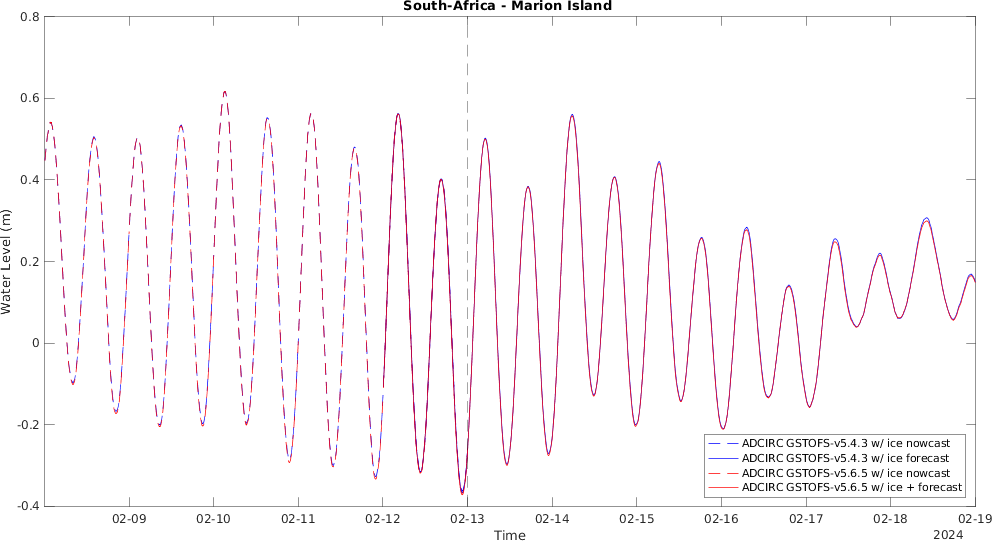 South-Africa - Marion Island
Water Level (m)
0.8
0.6
0.4
0.2
0
-0.2
-0.4
ADCIRC GSTOFS-v5.4.3 w/ ice nowcast
ADCIRC GSTOFS-v5.4.3 w/ ice forecast
ADCIRC GSTOFS-v5.6.5 w/ ice nowcast
ADCIRC GSTOFS-v5.6.5 w/ ice + forecast
02-09 02-10 02-11 02-12 02-13 02-14 02-15 02-16 02-17 02-18 02-19
Time
2024